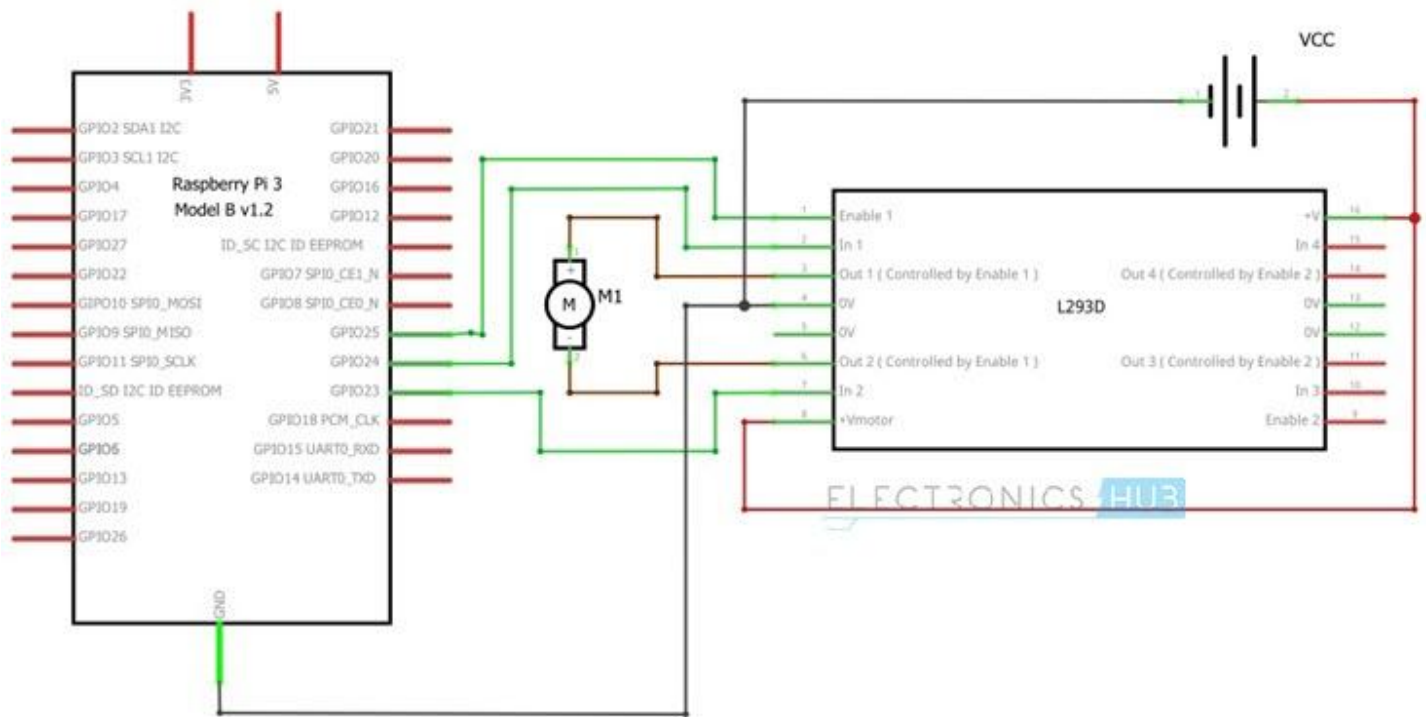 3V3
5V
GPIO2 SDA1 I2C
GPIO3 SCL1 I2C
GPIO4
GPIO17
GPIO27
GPIO22
GIPO10 SPI0_MOSI
GPIO9 SPI0_MISO
GPIO11 SPI0_SCLK
ID_SD I2C ID EEPROM
GPIO5
GPIO6
GPIO13
GPIO19
GPIO26
Raspberry Pi 3
Model B v1.2
GPIO21
GPIO20
GPIO16
GPIO12
ID_SC I2C ID EEPROM
GPIO7 SPI0_CE1_N
GPIO8 SPI0_CE0_N
GPIO25
GPIO24
GPIO23
GPIO18 PCM_CLK
GPIO15 UART0_RXD
GPIO14 UART0_TXD
GND
1
+
M
M1
-
2
VCC
1
2
1
Enable 1
2
In 1
3
Out 1 ( Controlled by Enable 1 )
4
0V
5
0V
6
Out 2 ( Controlled by Enable 1 )
7
In 2
8
+Vmotor
L293D
+V
16
In 4
15
Out 4 ( Controlled by Enable 2 )
14
0V
13
0V
12
Out 3 ( Controlled by Enable 2 )
11
In 3
10
Enable 2
9
ELECTRONICS HUB